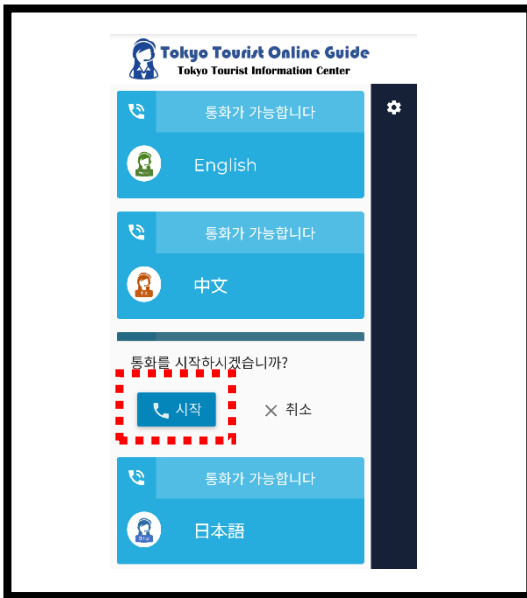 Tokyo Tourist Online Guide
Tokyo Tourist Information Center
통화가 가능합니다
English
통화가 가능합니다
中文
통화를 시작하시겠습니까?
시작 취소
통화가 가능합니다
日本語